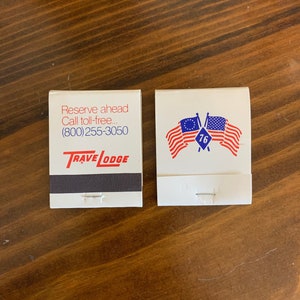 Reserve ahead.
Call toll-free...
(800) 255-3050
TRAVELODGE
76